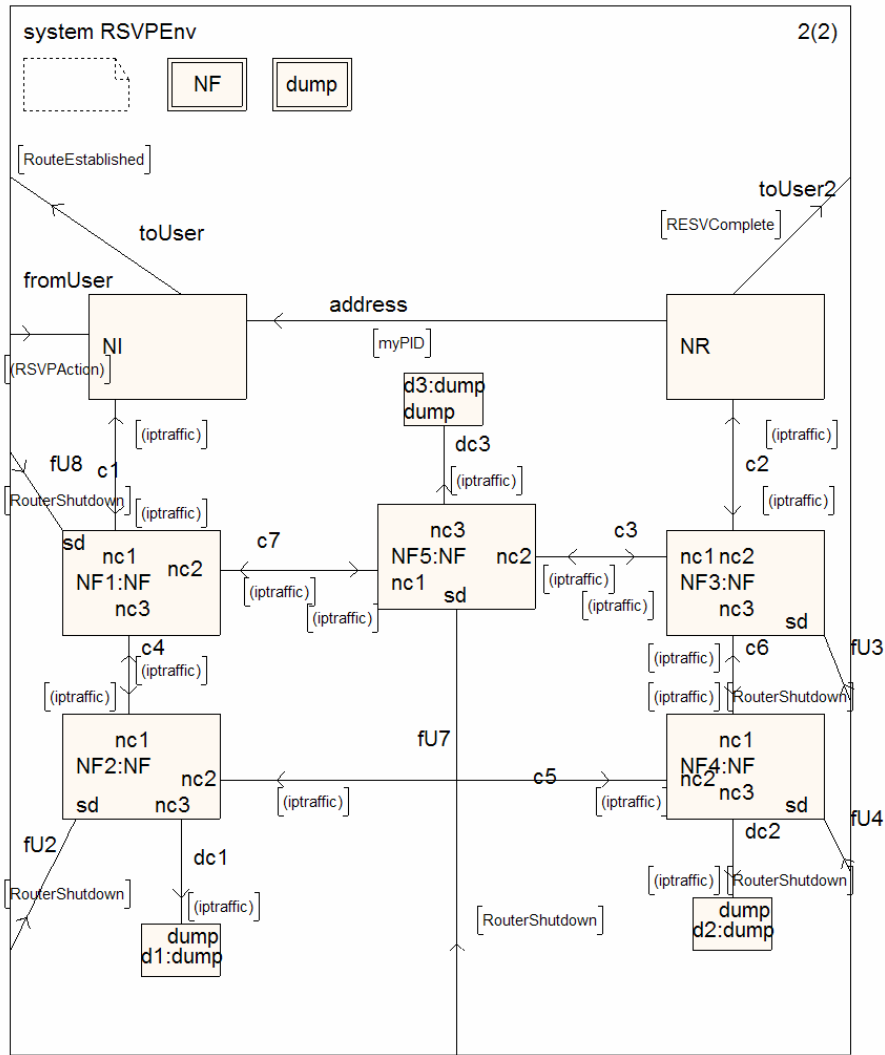 system RSVPEnv
2(2)
NF
dump
[RouteEstablished]
toUser2
toUser
[RESVComplete]
fromUser
address
NI
[myPID]
NR
[(RSVPAction)]
d3:dump
dump
[(iptraffic)]
[(iptraffic)]
fU8
c1
dc3
c2
[RouterShutdown]
[(iptraffic)]
[(iptraffic)]
[(iptraffic)]
sd
nc1
NF1:NF
nc2
nc3
c7
[(iptraffic)]
[(iptraffic)]
nc3
NF5:NF
nc2
nc1
sd
c3
[(iptraffic)]
[(iptraffic)]
nc1 nc2
NF3:NF
nc3
sd
c4
[(iptraffic)]
[(iptraffic)]
c6
fU3
[(iptraffic)]
[(iptraffic)]
[RouterShutdown]
nc1
NF2:NF
nc2
sd
nc3
fU7
c5
[(iptraffic)]
[(iptraffic)]
nc1
NF4:NF
nc2
nc3
sd
fU2
dc1
dc2
fU4
[RouterShutdown]
[(iptraffic)]
[(iptraffic)]
[RouterShutdown]
[RouterShutdown]
dump
d1:dump
dump
d2:dump